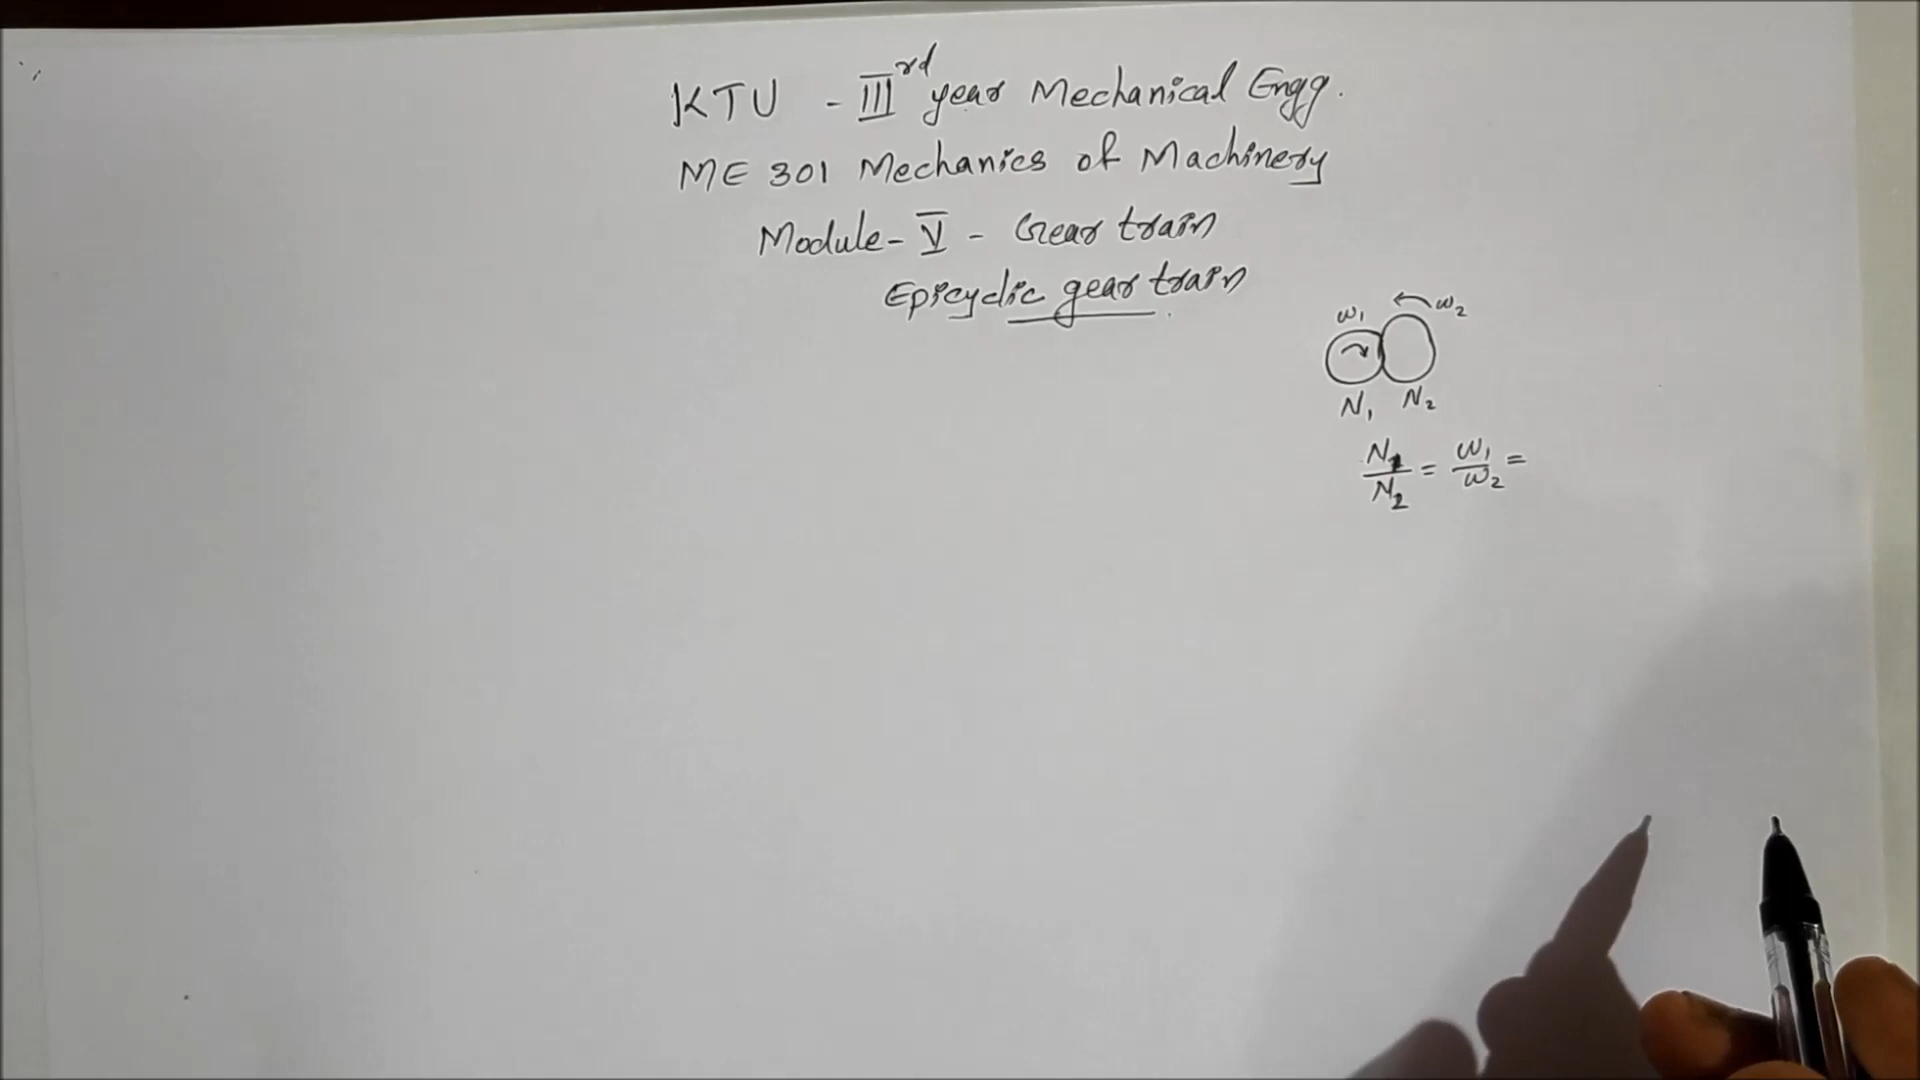 KTU - III rd year Mechanical Engg.
ME 301 Mechanics of Machinery
Module - V - Gear train
Epicyclic gear train.
ω1 ω2
N1 N2
N1/N2 = ω1/ω2 =